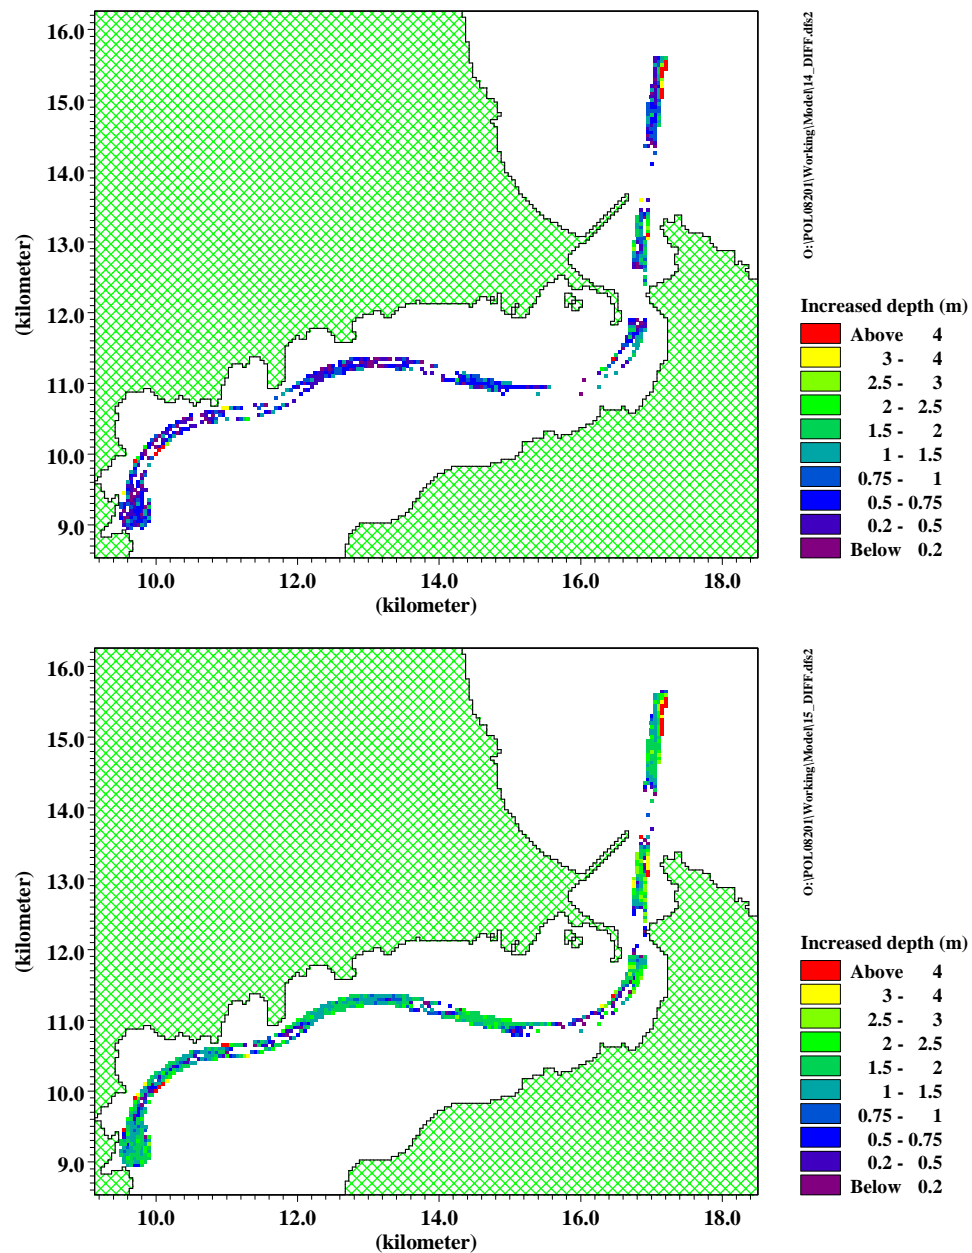 16.0
15.0
14.0
13.0
12.0
11.0
10.0
9.0
(kilometer)
10.0 12.0 14.0 16.0 18.0
(kilometer)
O:\POL08201\Working\Model\14_DIFF.dfs2
Increased depth (m)
Above 4
3 - 4
2.5 - 3
2 - 2.5
1.5 - 2
1 - 1.5
0.75 - 1
0.5 - 0.75
0.2 - 0.5
Below 0.2
16.0
15.0
14.0
13.0
12.0
11.0
10.0
9.0
(kilometer)
10.0 12.0 14.0 16.0 18.0
(kilometer)
O:\POL08201\Working\Model\15_DIFF.dfs2
Increased depth (m)
Above 4
3 - 4
2.5 - 3
2 - 2.5
1.5 - 2
1 - 1.5
0.75 - 1
0.5 - 0.75
0.2 - 0.5
Below 0.2